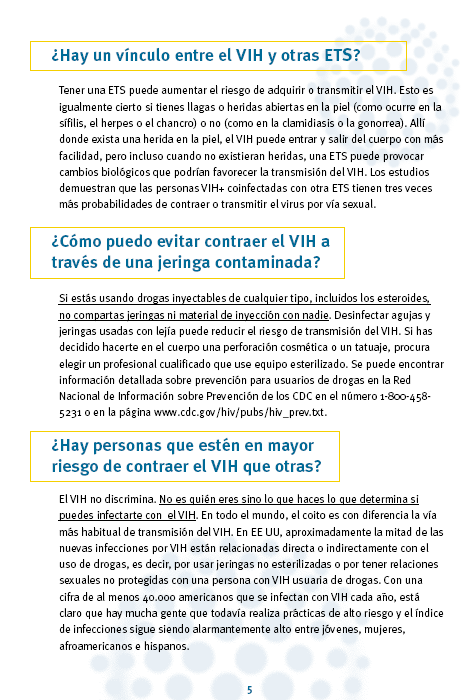 ¿Hay un vínculo entre el VIH y otras ETS?
Tener una ETS puede aumentar el riesgo de adquirir o transmitir el VIH. Esto es
igualmente cierto si tienes llagas o heridas abiertas en la piel (como ocurre en la
sífilis, el herpes o el chancro) o no (como en la clamidiasis o la gonorrea). Allí
donde exista una herida en la piel, el VIH puede entrar y salir del cuerpo con más
facilidad, pero incluso cuando no existieran heridas, una ETS puede provocar
cambios biológicos que podrían favorecer la transmisión del VIH. Los estudios
demuestran que las personas VIH+ coinfectadas con otra ETS tienen tres veces
más probabilidades de contraer o transmitir el virus por vía sexual.
¿Cómo puedo evitar contraer el VIH a
través de una jeringa contaminada?
Si estás usando drogas inyectables de cualquier tipo, incluidos los esteroides,
no compartas jeringas ni material de inyección con nadie. Desinfectar agujas y
jeringas usadas con lejía puede reducir el riesgo de transmisión del VIH. Si has
decidido hacerte en el cuerpo una perforación cosmética o un tatuaje, procura
elegir un profesional cualificado que use equipo esterilizado. Se puede encontrar
información detallada sobre prevención para usuarios de drogas en la Red
Nacional de Información sobre Prevención de los CDC en el número 1-800-458-
5231 o en la página www.cdc.gov/hiv/pubs/hiv_prev.txt.
¿Hay personas que estén en mayor
riesgo de contraer el VIH que otras?
El VIH no discrimina. No es quién eres sino lo que haces lo que determina si
puedes infectarte con el VIH. En todo el mundo, el coito es con diferencia la vía
más habitual de transmisión del VIH. En EE UU, aproximadamente la mitad de las
nuevas infecciones por VIH están relacionadas directa o indirectamente con el
uso de drogas, es decir, por usar jeringas no esterilizadas o por tener relaciones
sexuales no protegidas con una persona con VIH usuaria de drogas. Con una
cifra de al menos 40.000 americanos que se infectan con VIH cada año, está
claro que hay mucha gente que todavía realiza prácticas de alto riesgo y el índice
de infecciones sigue siendo alarmantemente alto entre jóvenes, mujeres,
afroamericanos e hispanos.
5